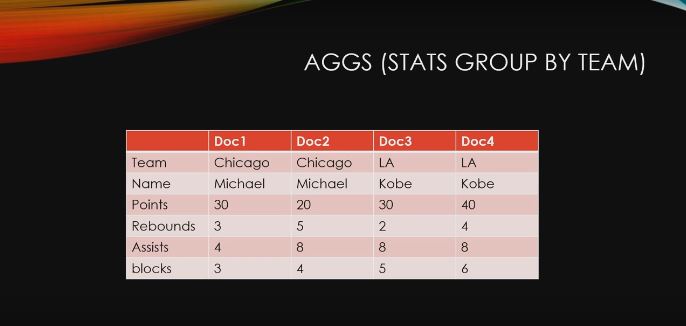 AGGS (STATS GROUP BY TEAM)
Doc1 Doc2 Doc3 Doc4
Team Chicago Chicago LA LA
Name Michael Michael Kobe Kobe
Points 30 20 30 40
Rebounds 3 5 2 4
Assists 4 8 8 8
blocks 3 4 5 6